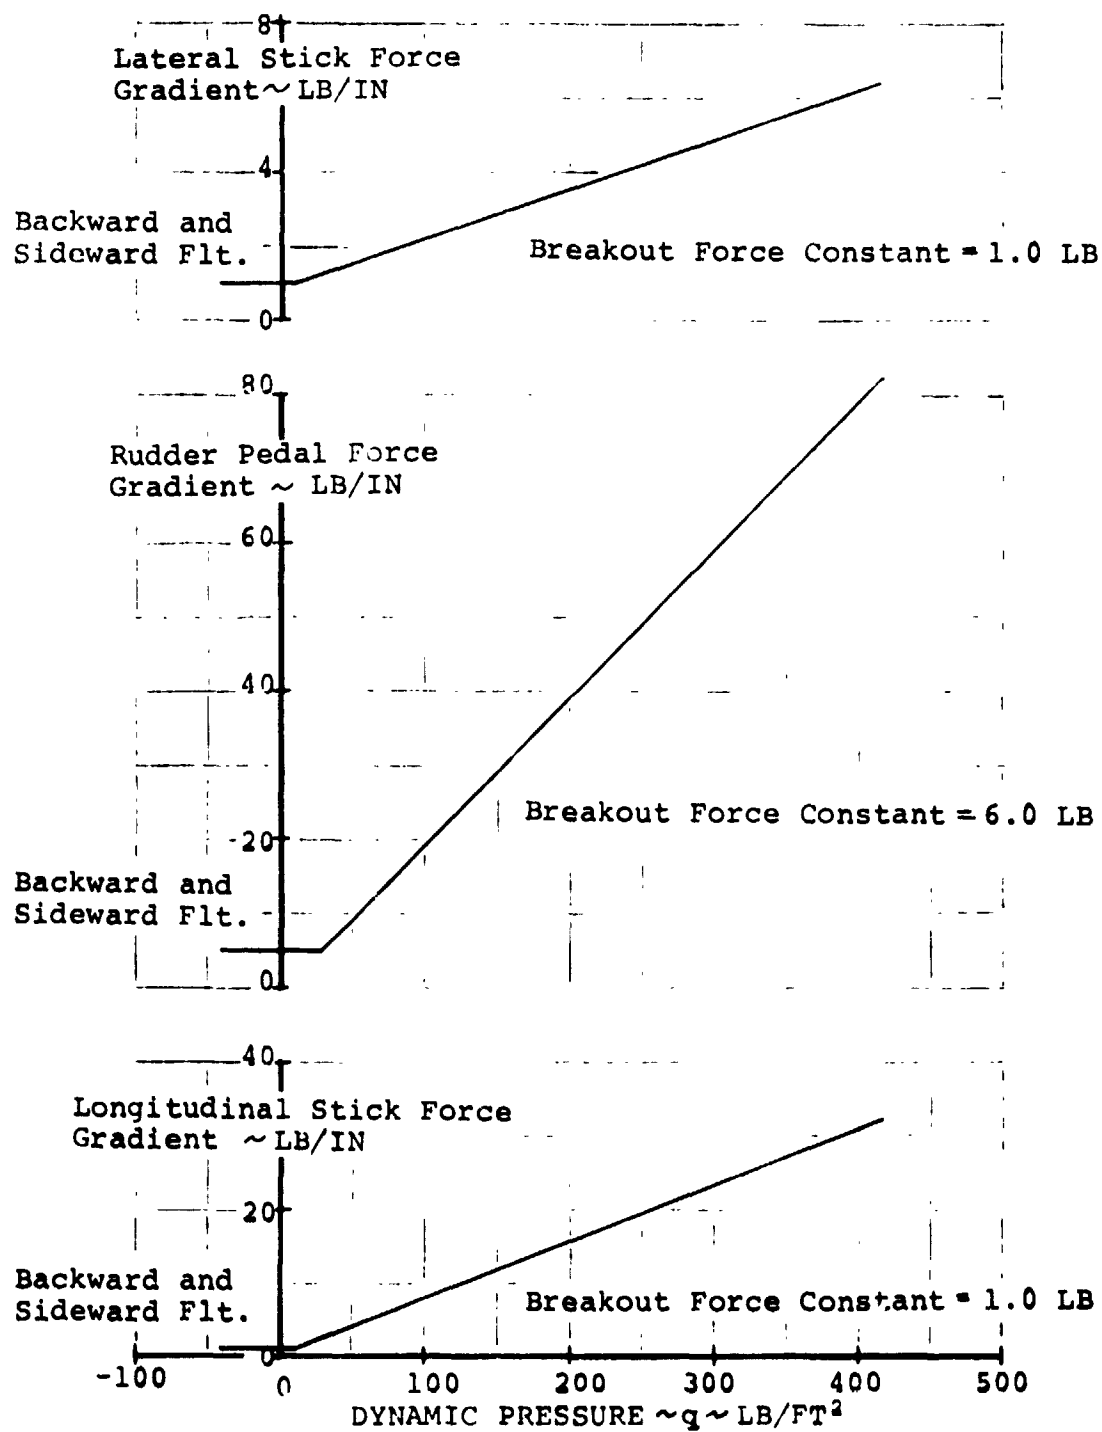 8
Lateral Stick Force
Gradient ~ LB/IN
4
Backward and
Sideward Flt.
Breakout Force Constant = 1.0 LB
0
80
Rudder Pedal Force
Gradient ~ LB/IN
60
40
Breakout Force Constant = 6.0 LB
20
Backward and
Sideward Flt.
0
40
Longitudinal Stick Force
Gradient ~ LB/IN
20
Backward and
Sideward Flt.
Breakout Force Constant = 1.0 LB
0
-100 0 100 200 300 400 500
DYNAMIC PRESSURE ~ q ~ LB/FT²